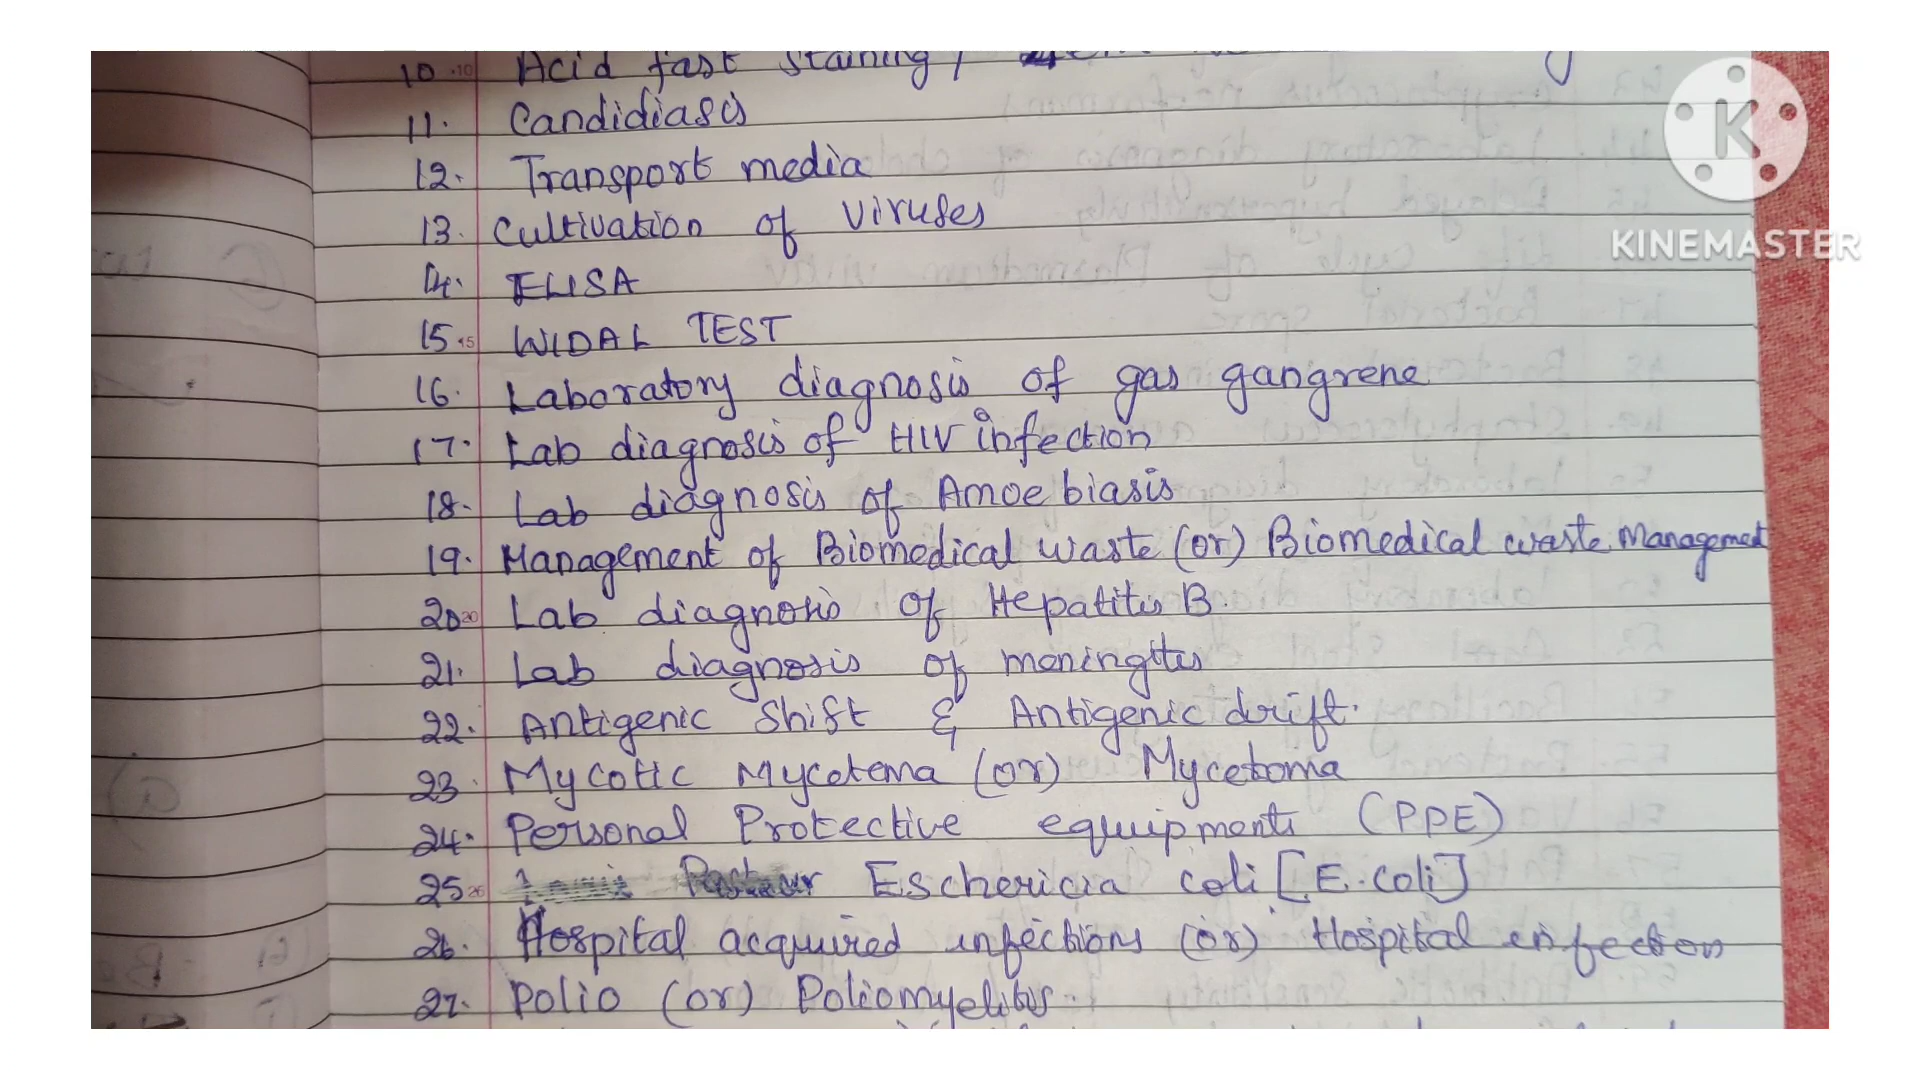 10. Acid fast staining,
11. Candidiasis
12. Transport media
13. Cultivation of Viruses
14. ELISA
15. WIDAL TEST
16. Laboratory diagnosis of gas gangrene
17. Lab diagnosis of HIV infection
18. Lab diagnosis of Amoebiasis
19. Management of Biomedical waste (or) Biomedical waste Management
20. Lab diagnosis of Hepatitis B.
21. Lab diagnosis of meningitis
22. Antigenic Shift & Antigenic drift.
23. Mycotic Mycetema (or) Mycetoma
24. Personal Protective equipments (PPE)
25. Eschericia coli [E. coli]
26. Hospital acquired infections (or) Hospital infection
27. Polio (or) Poliomyelitis.
K
KINEMASTER